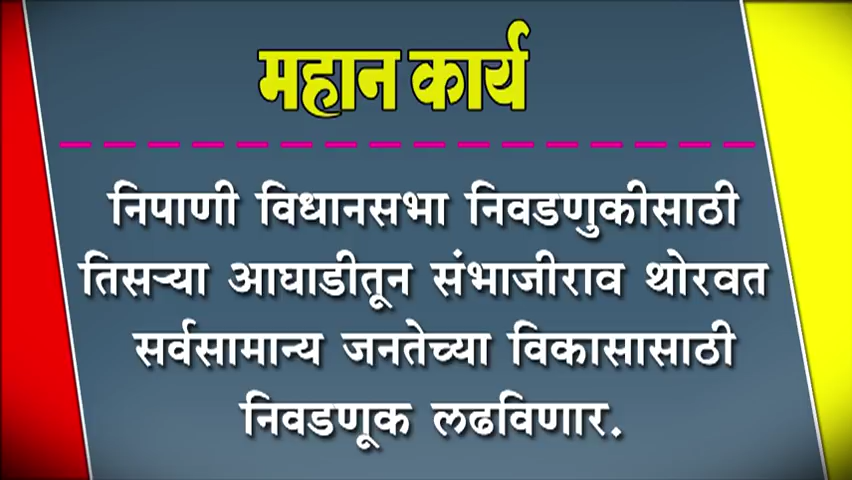 महान कार्य
निपाणी विधानसभा निवडणुकीसाठी
तिसऱ्या आघाडीतून संभाजीराव थोरवत
सर्वसामान्य जनतेच्या विकासासाठी
निवडणूक लढविणार.